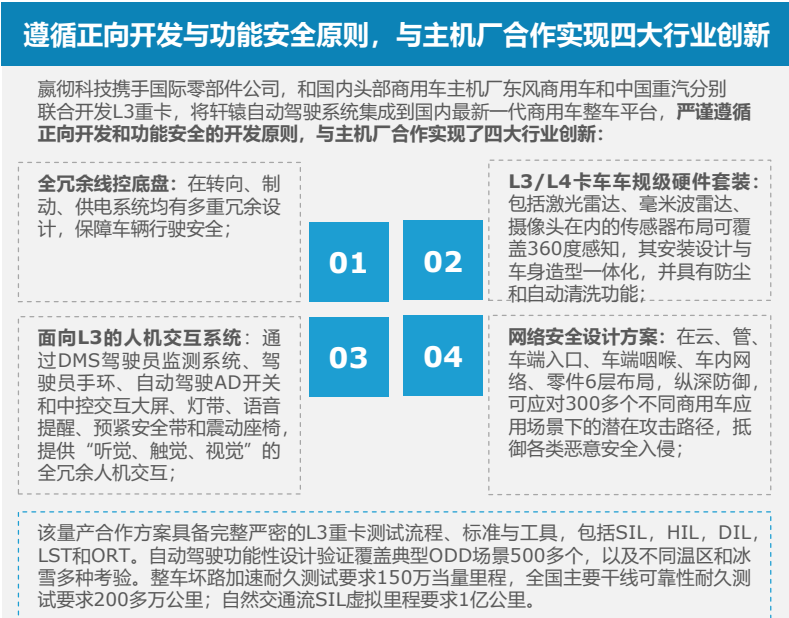 遵循正向开发与功能安全原则，与主机厂合作实现四大行业创新
嬴彻科技携手国际零部件公司，和国内头部商用车主机厂东风商用车和中国重汽分别
联合开发L3重卡，将轩辕自动驾驶系统集成到国内最新一代商用车整车平台，严谨遵循
正向开发和功能安全的开发原则，与主机厂合作实现了四大行业创新：
全冗余线控底盘：在转向、制
动、供电系统均有多重冗余设
计，保障车辆行驶安全；
01
02
L3/L4卡车车规级硬件套装：
包括激光雷达、毫米波雷达、
摄像头在内的传感器布局可覆
盖360度感知，其安装设计与
车身造型一体化，并具有防尘
和自动清洗功能；
面向L3的人机交互系统：通
过DMS驾驶员监测系统、驾
驶员手环、自动驾驶AD开关
和中控交互大屏、灯带、语音
提醒、预紧安全带和震动座椅，
提供“听觉、触觉、视觉”的
全冗余人机交互；
03
04
网络安全设计方案：在云、管、
车端入口、车端咽喉、车内网
络、零件6层布局，纵深防御，
可应对300多个不同商用车应
用场景下的潜在攻击路径，抵
御各类恶意安全入侵；
该量产合作方案具备完整严密的L3重卡测试流程、标准与工具，包括SIL，HIL，DIL，
LST和ORT。自动驾驶功能性设计验证覆盖典型ODD场景500多个，以及不同温区和冰
雪多种考验。整车坏路加速耐久测试要求150万当量里程，全国主要干线可靠性耐久测
试要求200多万公里；自然交通流SIL虚拟里程要求1亿公里。